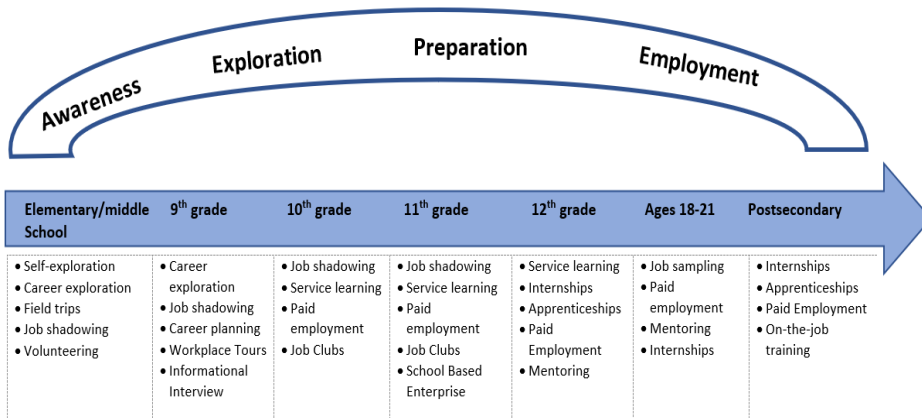 Awareness
Exploration
Preparation
Employment
Elementary/middle
School
9th grade
10th grade
11th grade
12th grade
Ages 18-21
Postsecondary
• Self-exploration
• Career exploration
• Field trips
• Job shadowing
• Volunteering
• Career
exploration
• Job shadowing
• Career planning
• Workplace Tours
• Informational
Interview
• Job shadowing
• Service learning
• Paid
employment
• Job Clubs
• Job shadowing
• Service learning
• Paid
employment
• Job Clubs
• School Based
Enterprise
• Service learning
• Internships
• Apprenticeships
• Paid
Employment
• Mentoring
• Job sampling
• Paid
employment
• Mentoring
• Internships
• Internships
• Apprenticeships
• Paid Employment
• On-the-job
training